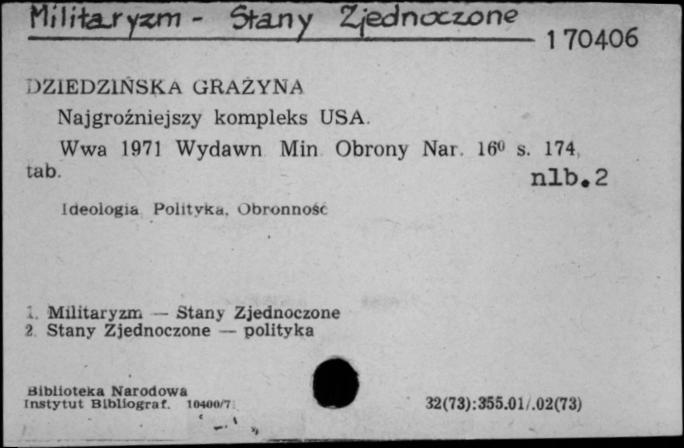 Militaryzm - Stany Zjednoczone
170406
DZIEDZIŃSKA GRAŻYNA
Najgroźniejszy kompleks USA.
Wwa 1971 Wydawn Min. Obrony Nar. 16⁰ s. 174,
tab.
nlb.2
Ideologia, Polityka, Obronność
1. Militaryzm — Stany Zjednoczone
2 Stany Zjednoczone — polityka
Biblioteka Narodowa
Instytut Bibliograf. 10400/7
32(73):355.01/.02(73)